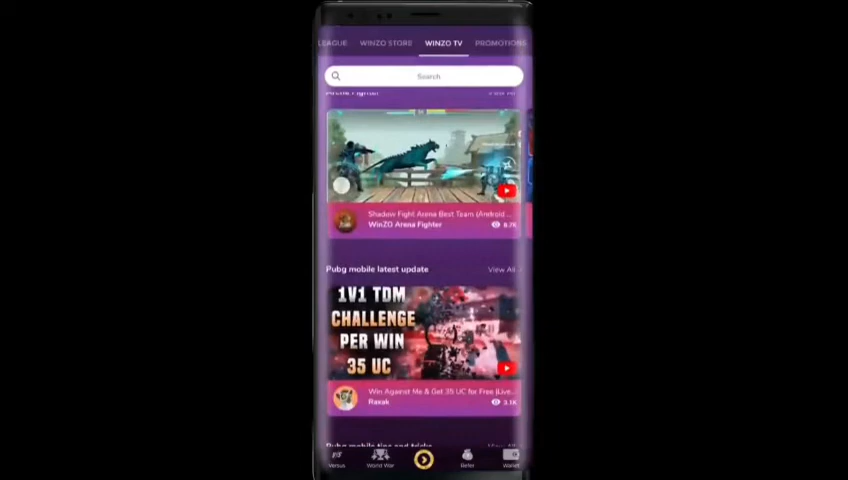 LEAGUE WINZO STORE WINZO TV PROMOTIONS
Search
Arena Fighter View All
Shadow Fight Arena Best Team (Android ...
WinZO Arena Fighter 8.7K
Pubg mobile latest update View All
1V1 TDM
CHALLENGE
PER WIN
35 UC
Win Against Me & Get 35 UC for Free |Live...
Raxak 3.1K
Pubg mobile tips and tricks View All
Versus World War Refer Wallet